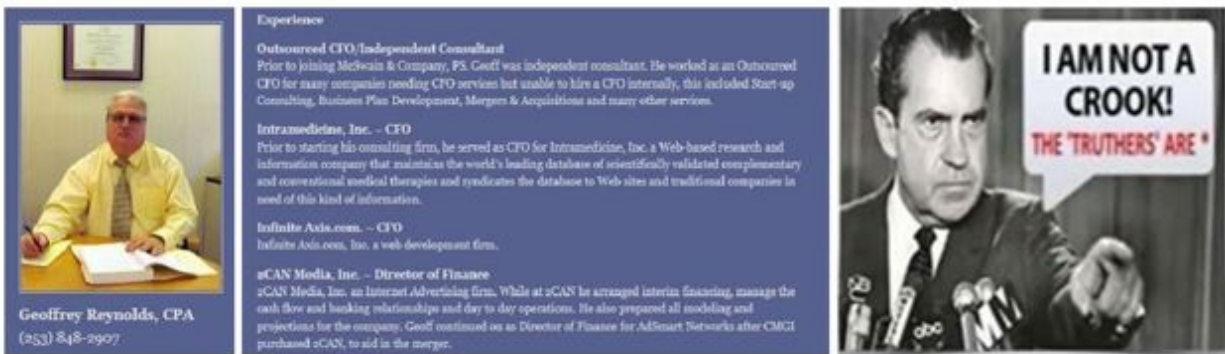 Geoffrey Reynolds, CPA
(253) 848-2907
Experience
Outsourced CFO/Independent Consultant
Prior to joining McSwain & Company, PS. Geoff was independent consultant. He worked as an Outsourced
CFO for many companies needing CFO services but unable to hire a CFO internally, this included Start-up
Consulting, Business Plan Development, Mergers & Acquisitions and many other services.
Intramedicine, Inc. – CFO
Prior to starting his consulting firm, he served as CFO for Intramedicine, Inc. a Web-based research and
information company that maintains the world's leading database of scientifically validated complementary
and conventional medical therapies and syndicates the database to Web sites and traditional companies in
need of this kind of information.
Infinite Axis.com. – CFO
Infinite Axis.com, Inc. a web development firm.
2CAN Media, Inc. – Director of Finance
2CAN Media, Inc. an Internet Advertising firm. While at 2CAN he arranged interim financing, manage the
cash flow and banking relationships and day to day operations. He also prepared all modeling and
projections for the company. Geoff continued on as Director of Finance for AdSmart Networks after CMGI
purchased 2CAN, to aid in the merger.
I AM NOT A
CROOK!
THE 'TRUTHERS' ARE *
abc